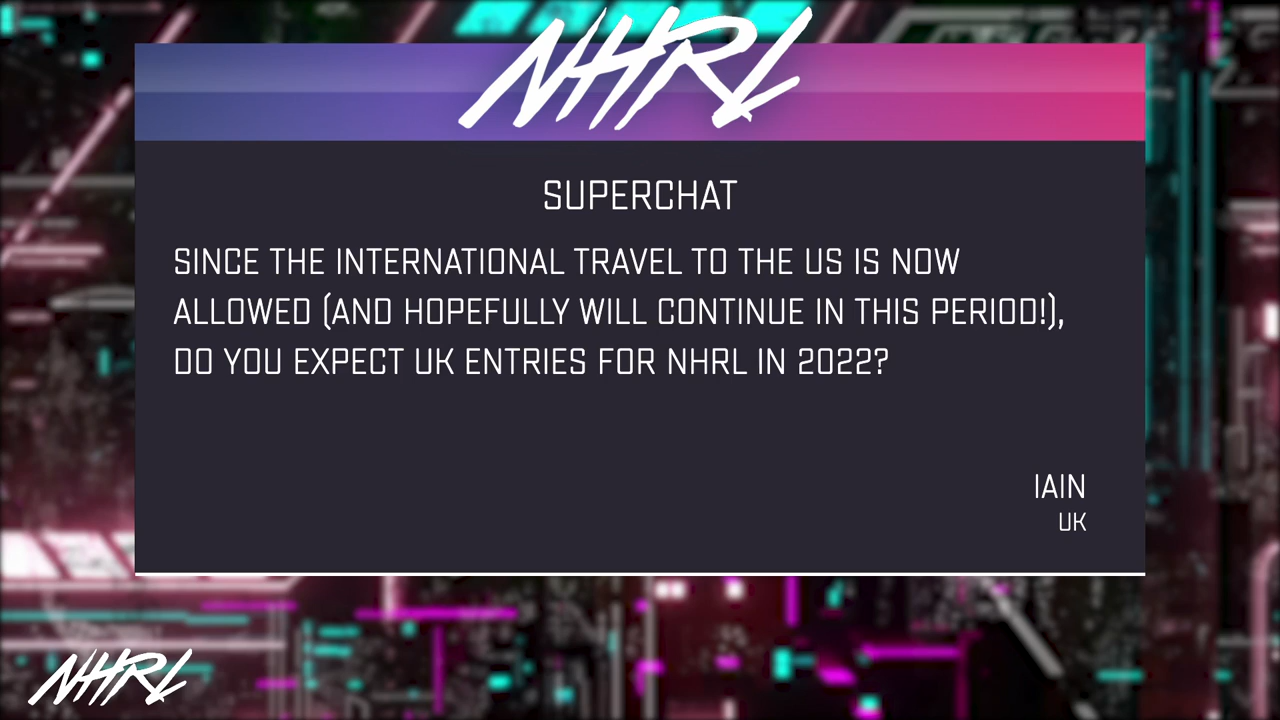 NHRL
SUPERCHAT
SINCE THE INTERNATIONAL TRAVEL TO THE US IS NOW
ALLOWED (AND HOPEFULLY WILL CONTINUE IN THIS PERIOD!),
DO YOU EXPECT UK ENTRIES FOR NHRL IN 2022?
IAIN
UK
NHRL